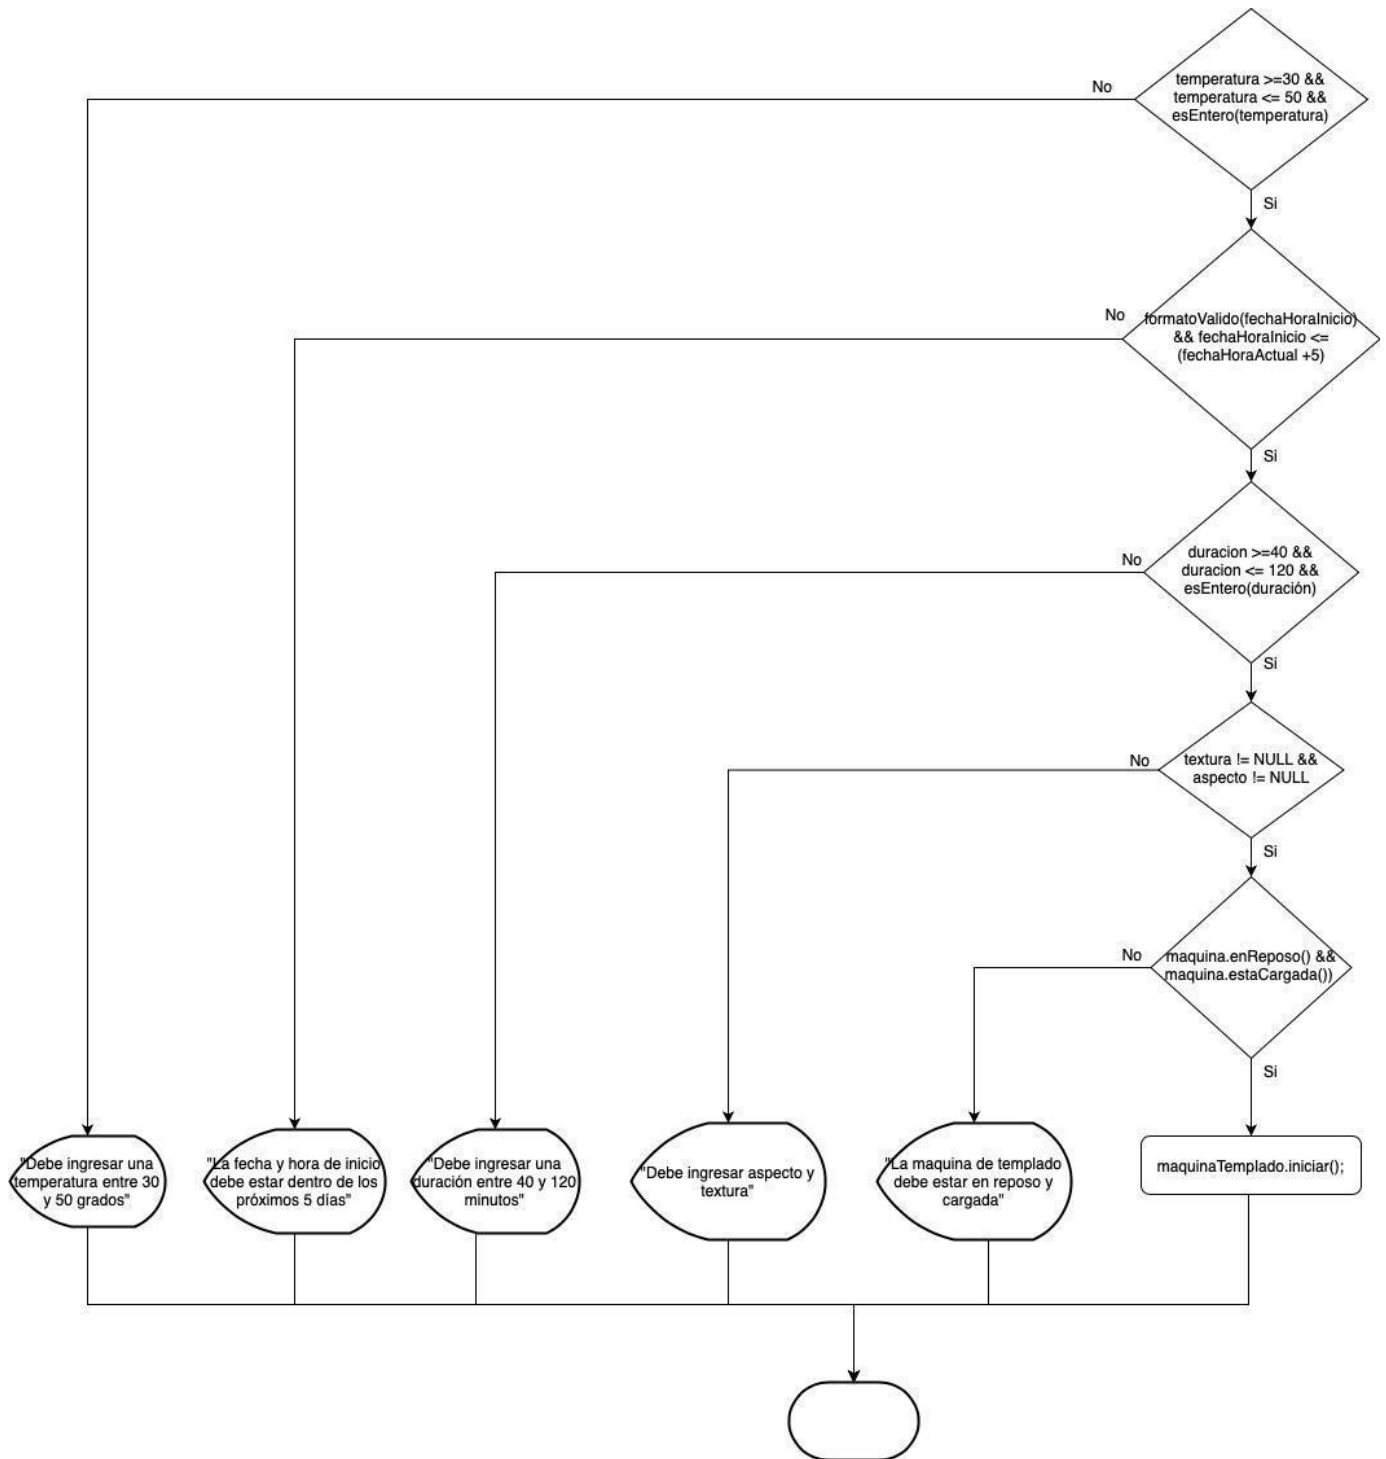 temperatura >=30 &&
temperatura <= 50 &&
esEntero(temperatura)
No
Si
formatoValido(fechaHoraInicio)
&& fechaHoraInicio <=
(fechaHoraActual +5)
No
Si
duracion >=40 &&
duracion <= 120 &&
esEntero(duración)
No
Si
textura != NULL &&
aspecto != NULL
No
Si
maquina.enReposo() &&
maquina.estaCargada())
No
Si
"Debe ingresar una
temperatura entre 30
y 50 grados"
"La fecha y hora de inicio
debe estar dentro de los
próximos 5 días"
"Debe ingresar una
duración entre 40 y 120
minutos"
"Debe ingresar aspecto y
textura"
"La maquina de templado
debe estar en reposo y
cargada"
maquinaTemplado.iniciar();